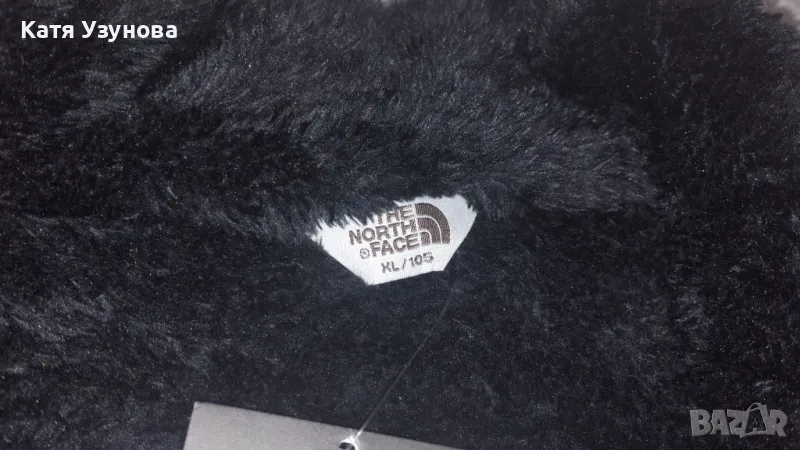 Катя Узунова
THE
NORTH
FACE
XL/105
BAZAR